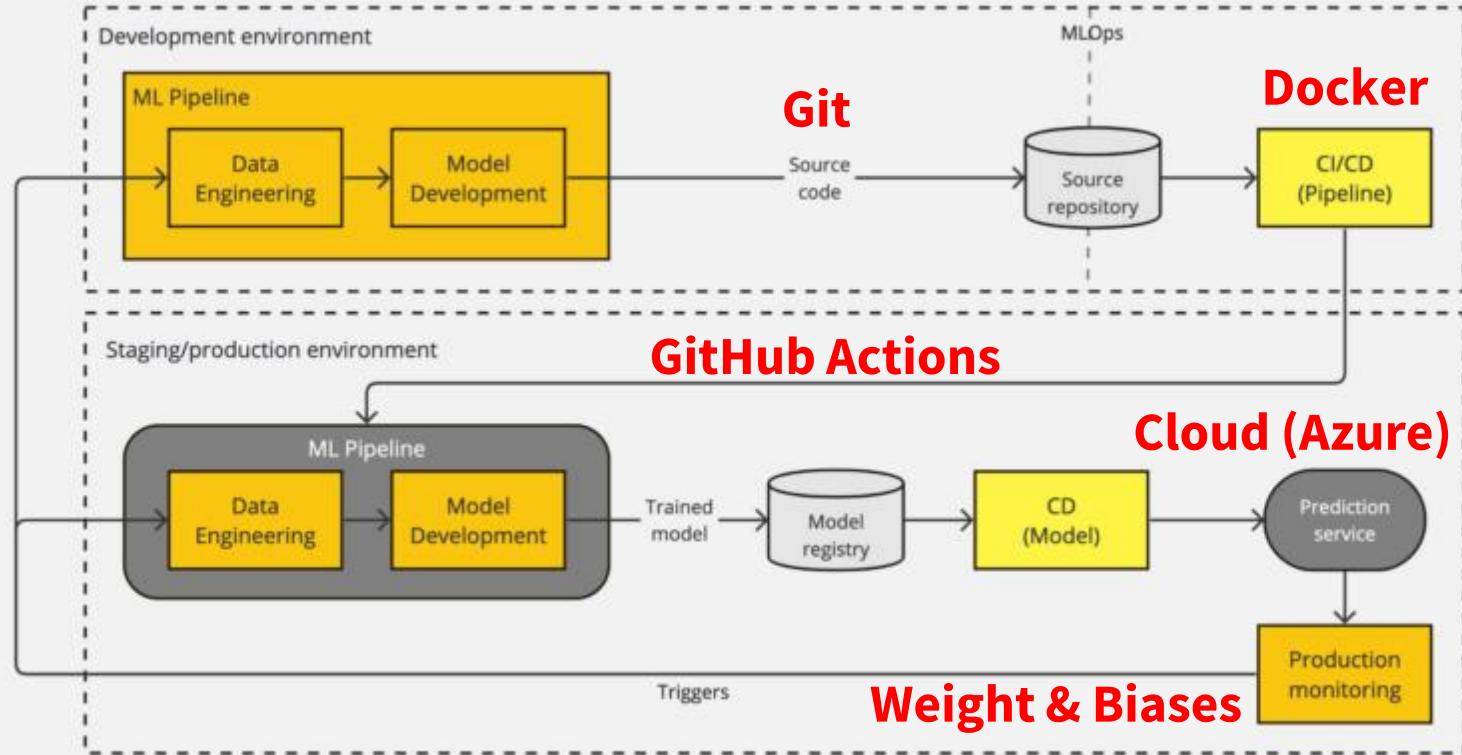 Development environment
MLOps
ML Pipeline
Git
Docker
Data
Engineering
Model
Development
Source
code
Source
repository
CI/CD
(Pipeline)
Staging/production environment
GitHub Actions
Cloud (Azure)
ML Pipeline
Data
Engineering
Model
Development
Trained
model
Model
registry
CD
(Model)
Prediction
service
Production
monitoring
Triggers
Weight & Biases